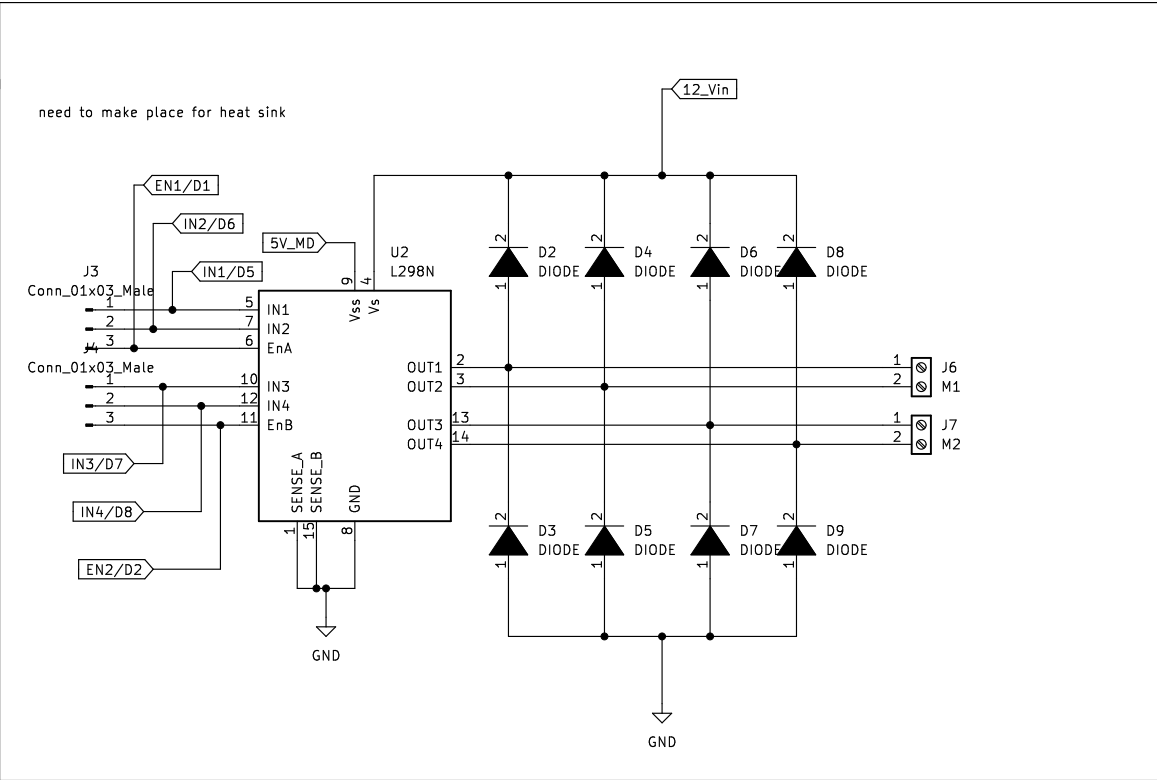 12_Vin
need to make place for heat sink
EN1/D1
IN2/D6
5V_MD
IN1/D5
U2
L298N
J3
Conn_01x03_Male
1
2
3
J4
Conn_01x03_Male
1
2
3
5
7
6
10
12
11
IN1
IN2
EnA
IN3
IN4
EnB
9
4
Vss
Vs
OUT1
OUT2
OUT3
OUT4
2
3
13
14
SENSE_A
SENSE_B
GND
1
15
8
GND
IN3/D7
IN4/D8
EN2/D2
2
D2
DIODE
1
2
D4
DIODE
1
2
D6
DIODE
1
2
D8
DIODE
1
1
2
J6
M1
1
2
J7
M2
2
D3
DIODE
1
2
D5
DIODE
1
2
D7
DIODE
1
2
D9
DIODE
1
GND